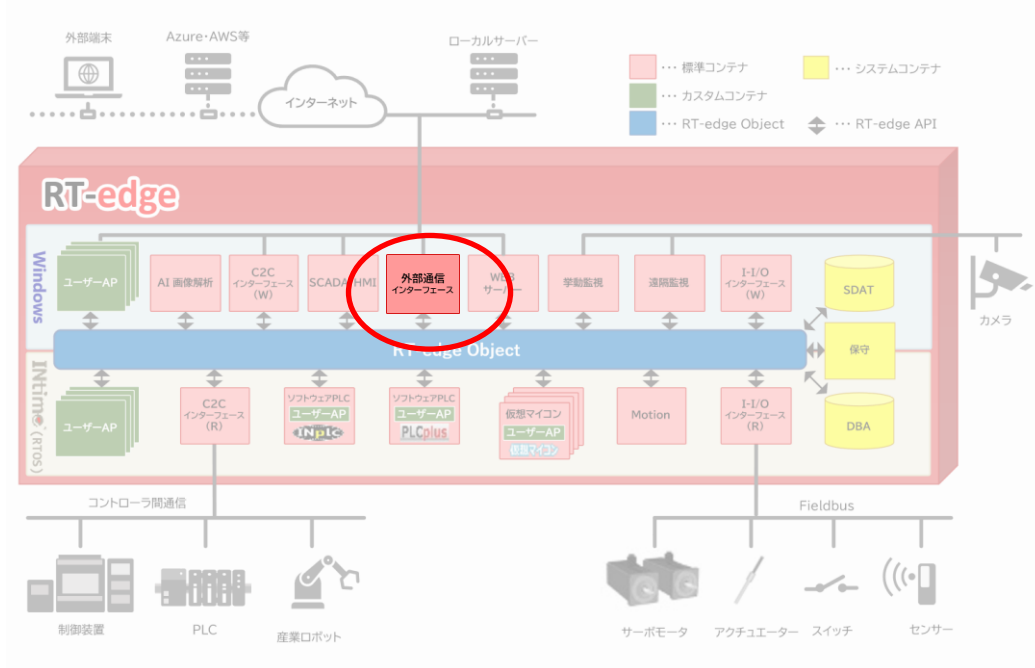 外部端末
Azure・AWS等
ローカルサーバー
インターネット
… 標準コンテナ
… システムコンテナ
… カスタムコンテナ
… RT-edge Object
… RT-edge API
RT-edge
Windows
ユーザーAP
AI 画像解析
C2C
インターフェース
(W)
SCADA/HMI
外部通信
インターフェース
WEB
サーバー
挙動監視
遠隔監視
I-I/O
インターフェース
(W)
SDAT
カメラ
RT-edge Object
保守
INtime
(RTOS)
ユーザーAP
C2C
インターフェース
(R)
ソフトウェアPLC
ユーザーAP
INplc
ソフトウェアPLC
ユーザーAP
PLCplus
仮想マイコン
ユーザーAP
仮想マイコン
Motion
I-I/O
インターフェース
(R)
DBA
コントローラ間通信
Fieldbus
制御装置
PLC
産業ロボット
サーボモータ
アクチュエーター
スイッチ
センサー